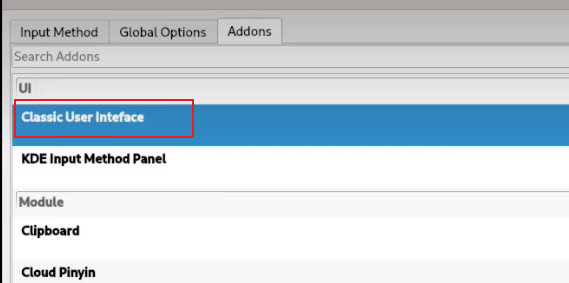 Input Method Global Options Addons
Search Addons
UI
Classic User Inteface
KDE Input Method Panel
Module
Clipboard
Cloud Pinyin